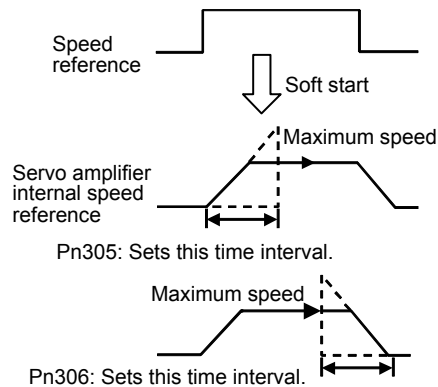 Speed
reference
Soft start
Maximum speed
Servo amplifier
internal speed
reference
Pn305: Sets this time interval.
Maximum speed
Pn306: Sets this time interval.